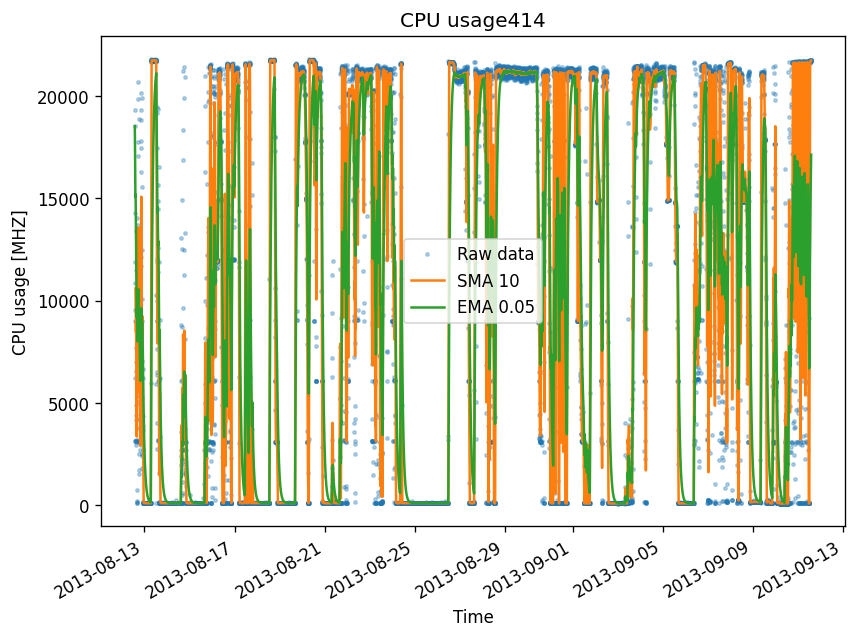 CPU usage414
CPU usage [MHZ]
20000
15000
10000
5000
0
Raw data
SMA 10
EMA 0.05
2013-08-13
2013-08-17
2013-08-21
2013-08-25
2013-08-29
2013-09-01
2013-09-05
2013-09-09
2013-09-13
Time